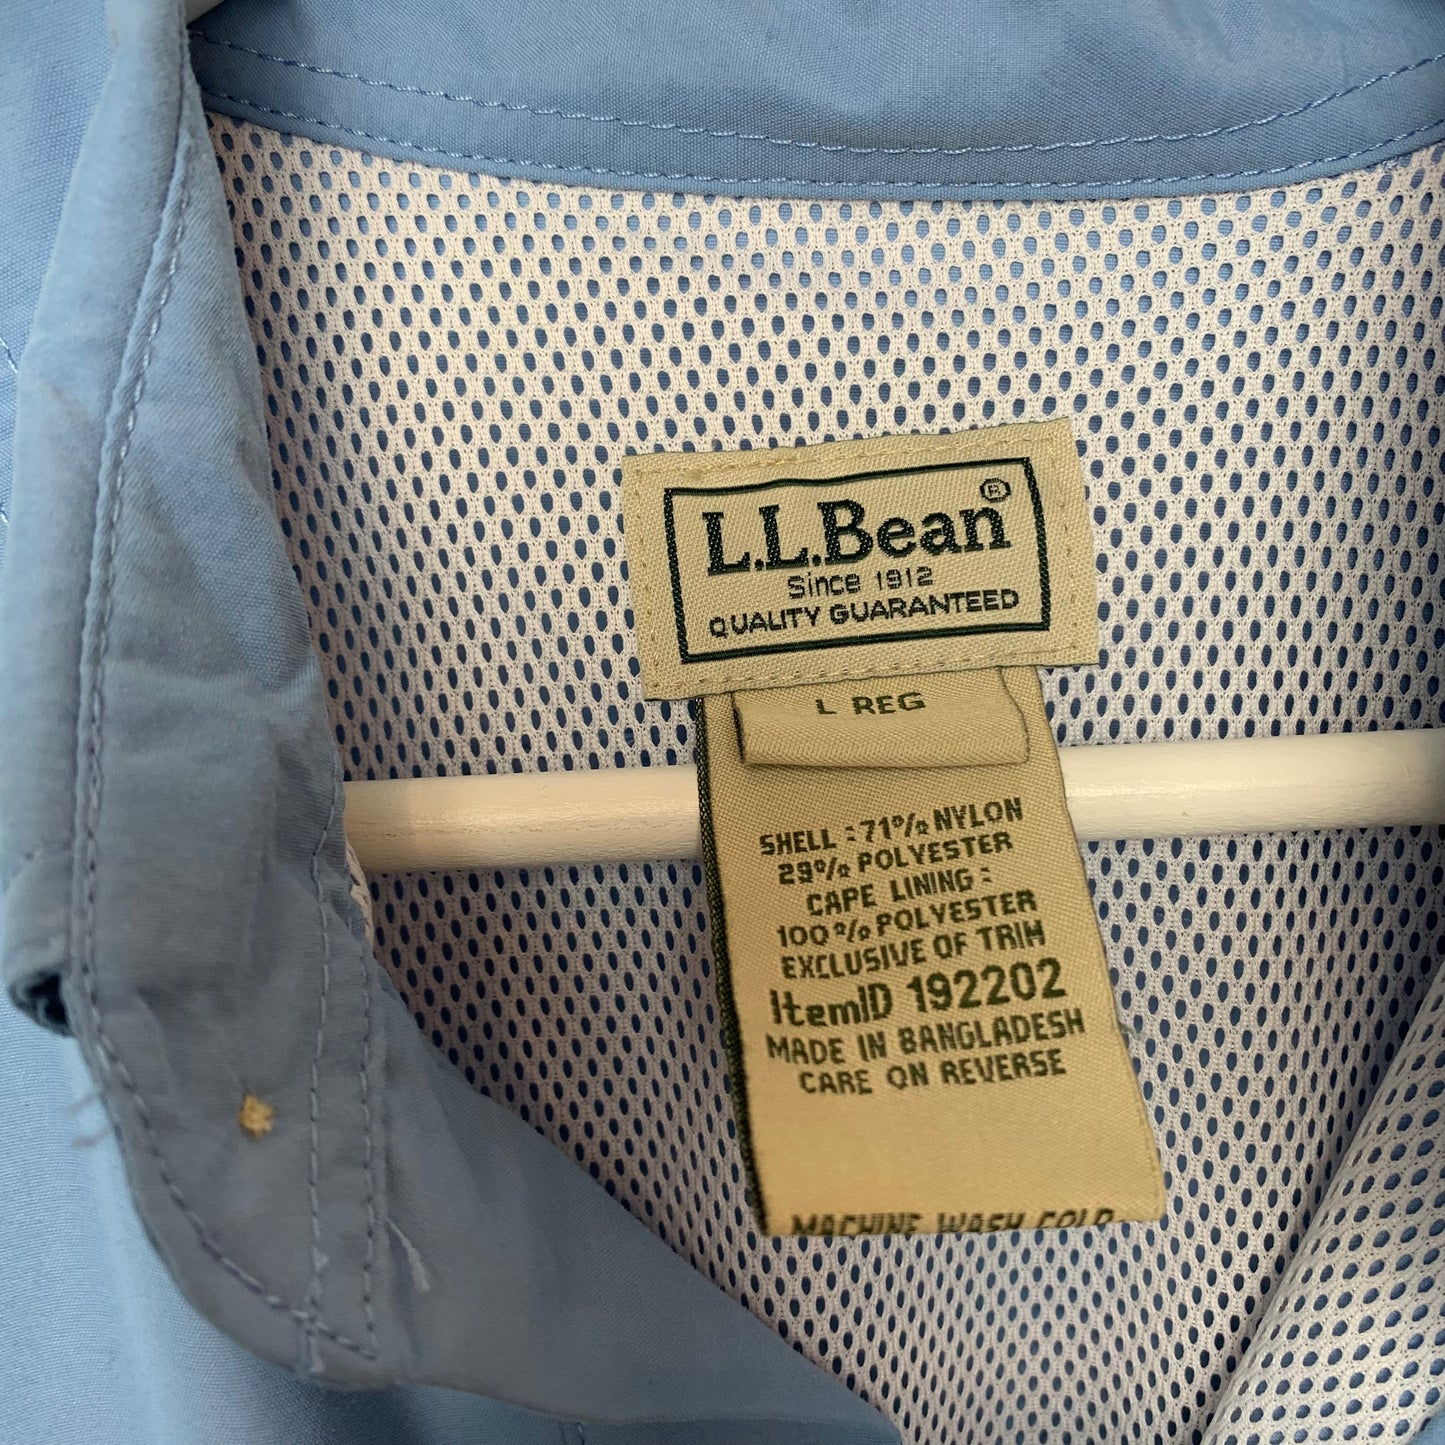 L.L.Bean®
Since 1912
QUALITY GUARANTEED
L REG
SHELL : 71% NYLON
29% POLYESTER
CAPE LINING :
100% POLYESTER
EXCLUSIVE OF TRIM
ItemID 192202
MADE IN BANGLADESH
CARE ON REVERSE
MACHINE WASH COLD